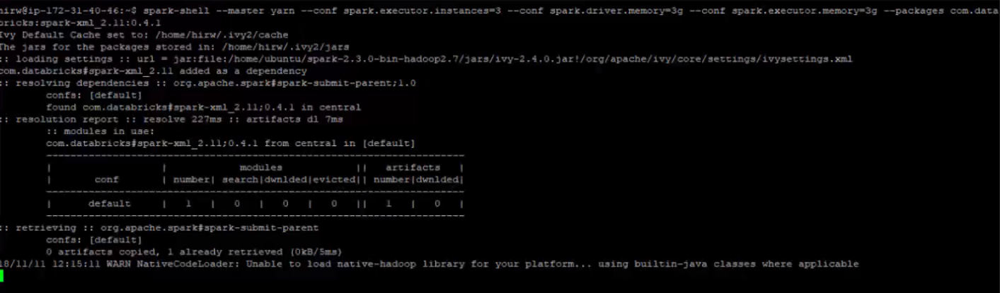 hirw@ip-172-31-40-46:~$ spark-shell --master yarn --conf spark.executor.instances=3 --conf spark.driver.memory=3g --conf spark.executor.memory=3g --packages com.data
bricks:spark-xml_2.11:0.4.1
Ivy Default Cache set to: /home/hirw/.ivy2/cache
The jars for the packages stored in: /home/hirw/.ivy2/jars
:: loading settings :: url = jar:file:/home/ubuntu/spark-2.3.0-bin-hadoop2.7/jars/ivy-2.4.0.jar!/org/apache/ivy/core/settings/ivysettings.xml
com.databricks#spark-xml_2.11 added as a dependency
:: resolving dependencies :: org.apache.spark#spark-submit-parent;1.0
confs: [default]
found com.databricks#spark-xml_2.11;0.4.1 in central
:: resolution report :: resolve 227ms :: artifacts dl 7ms
:: modules in use:
com.databricks#spark-xml_2.11;0.4.1 from central in [default]
---------------------------------------------------------------------
| | modules || artifacts |
| conf | number| search|dwnlded|evicted|| number|dwnlded|
---------------------------------------------------------------------
| default | 1 | 0 | 0 | 0 || 1 | 0 |
---------------------------------------------------------------------
:: retrieving :: org.apache.spark#spark-submit-parent
confs: [default]
0 artifacts copied, 1 already retrieved (0kB/5ms)
18/11/11 12:15:11 WARN NativeCodeLoader: Unable to load native-hadoop library for your platform... using builtin-java classes where applicable